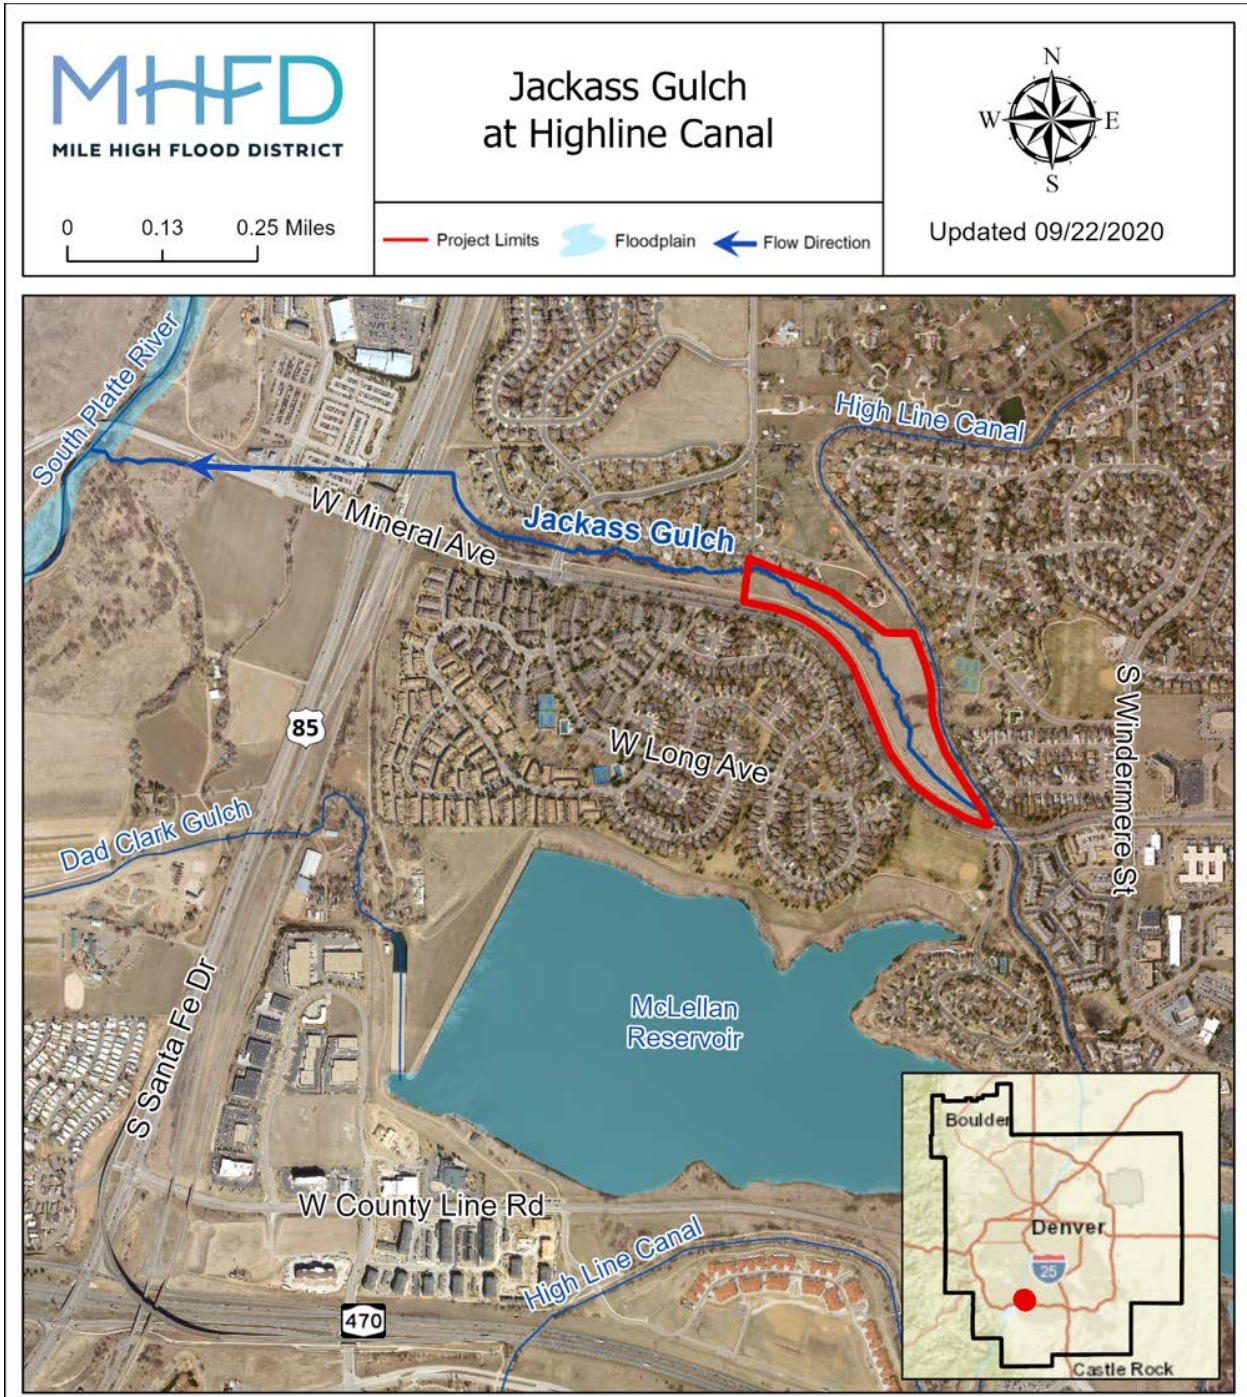 MHFD
MILE HIGH FLOOD DISTRICT
0 0.13 0.25 Miles
Jackass Gulch
at Highline Canal
Project Limits Floodplain Flow Direction
N
W E
S
Updated 09/22/2020
South Platte River
High Line Canal
W Mineral Ave
Jackass Gulch
S Windermere St
85
W Long Ave
Dad Clark Gulch
McLellan
Reservoir
S Santa Fe Dr
W County Line Rd
High Line Canal
470
Boulder
Denver
25
Castle Rock